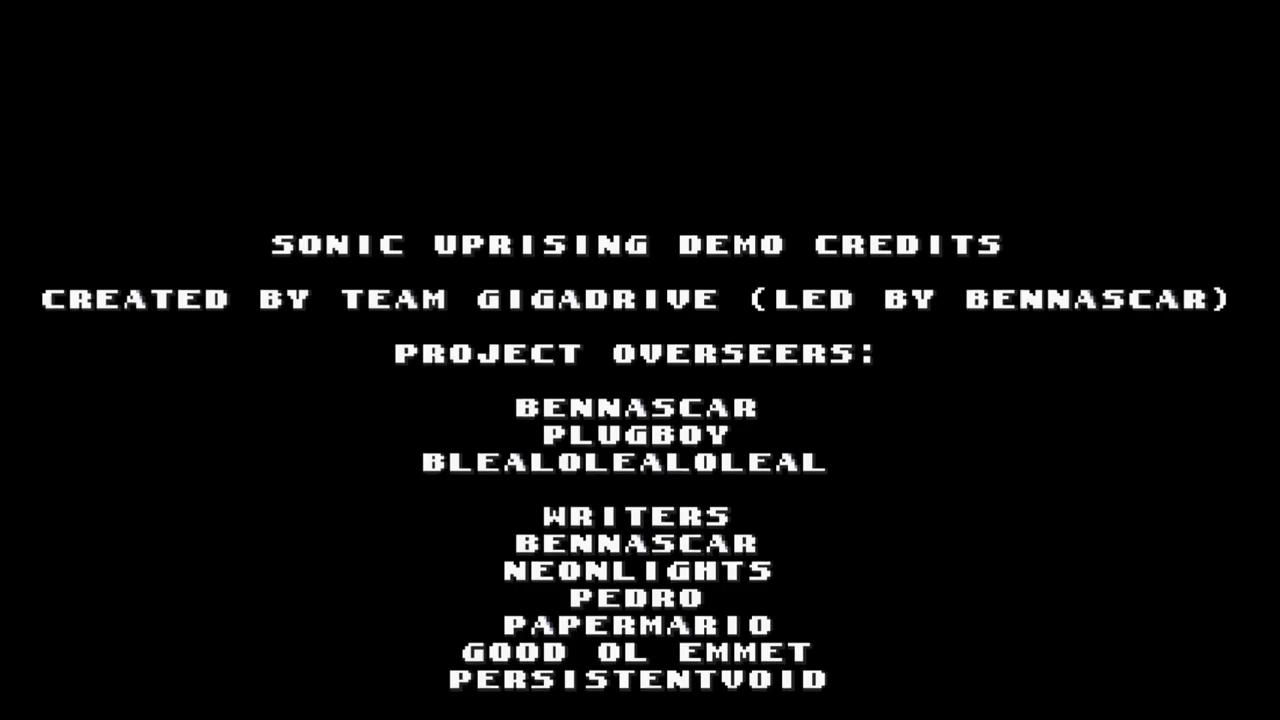 SONIC UPRISING DEMO CREDITS
CREATED BY TEAM GIGADRIVE (LED BY BENNASCAR)
PROJECT OVERSEERS:
BENNASCAR
PLUGBOY
BLEALOLEALOLEAL
WRITERS
BENNASCAR
NEONLIGHTS
PEDRO
PAPERMARIO
GOOD OL EMMET
PERSISTENTVOID